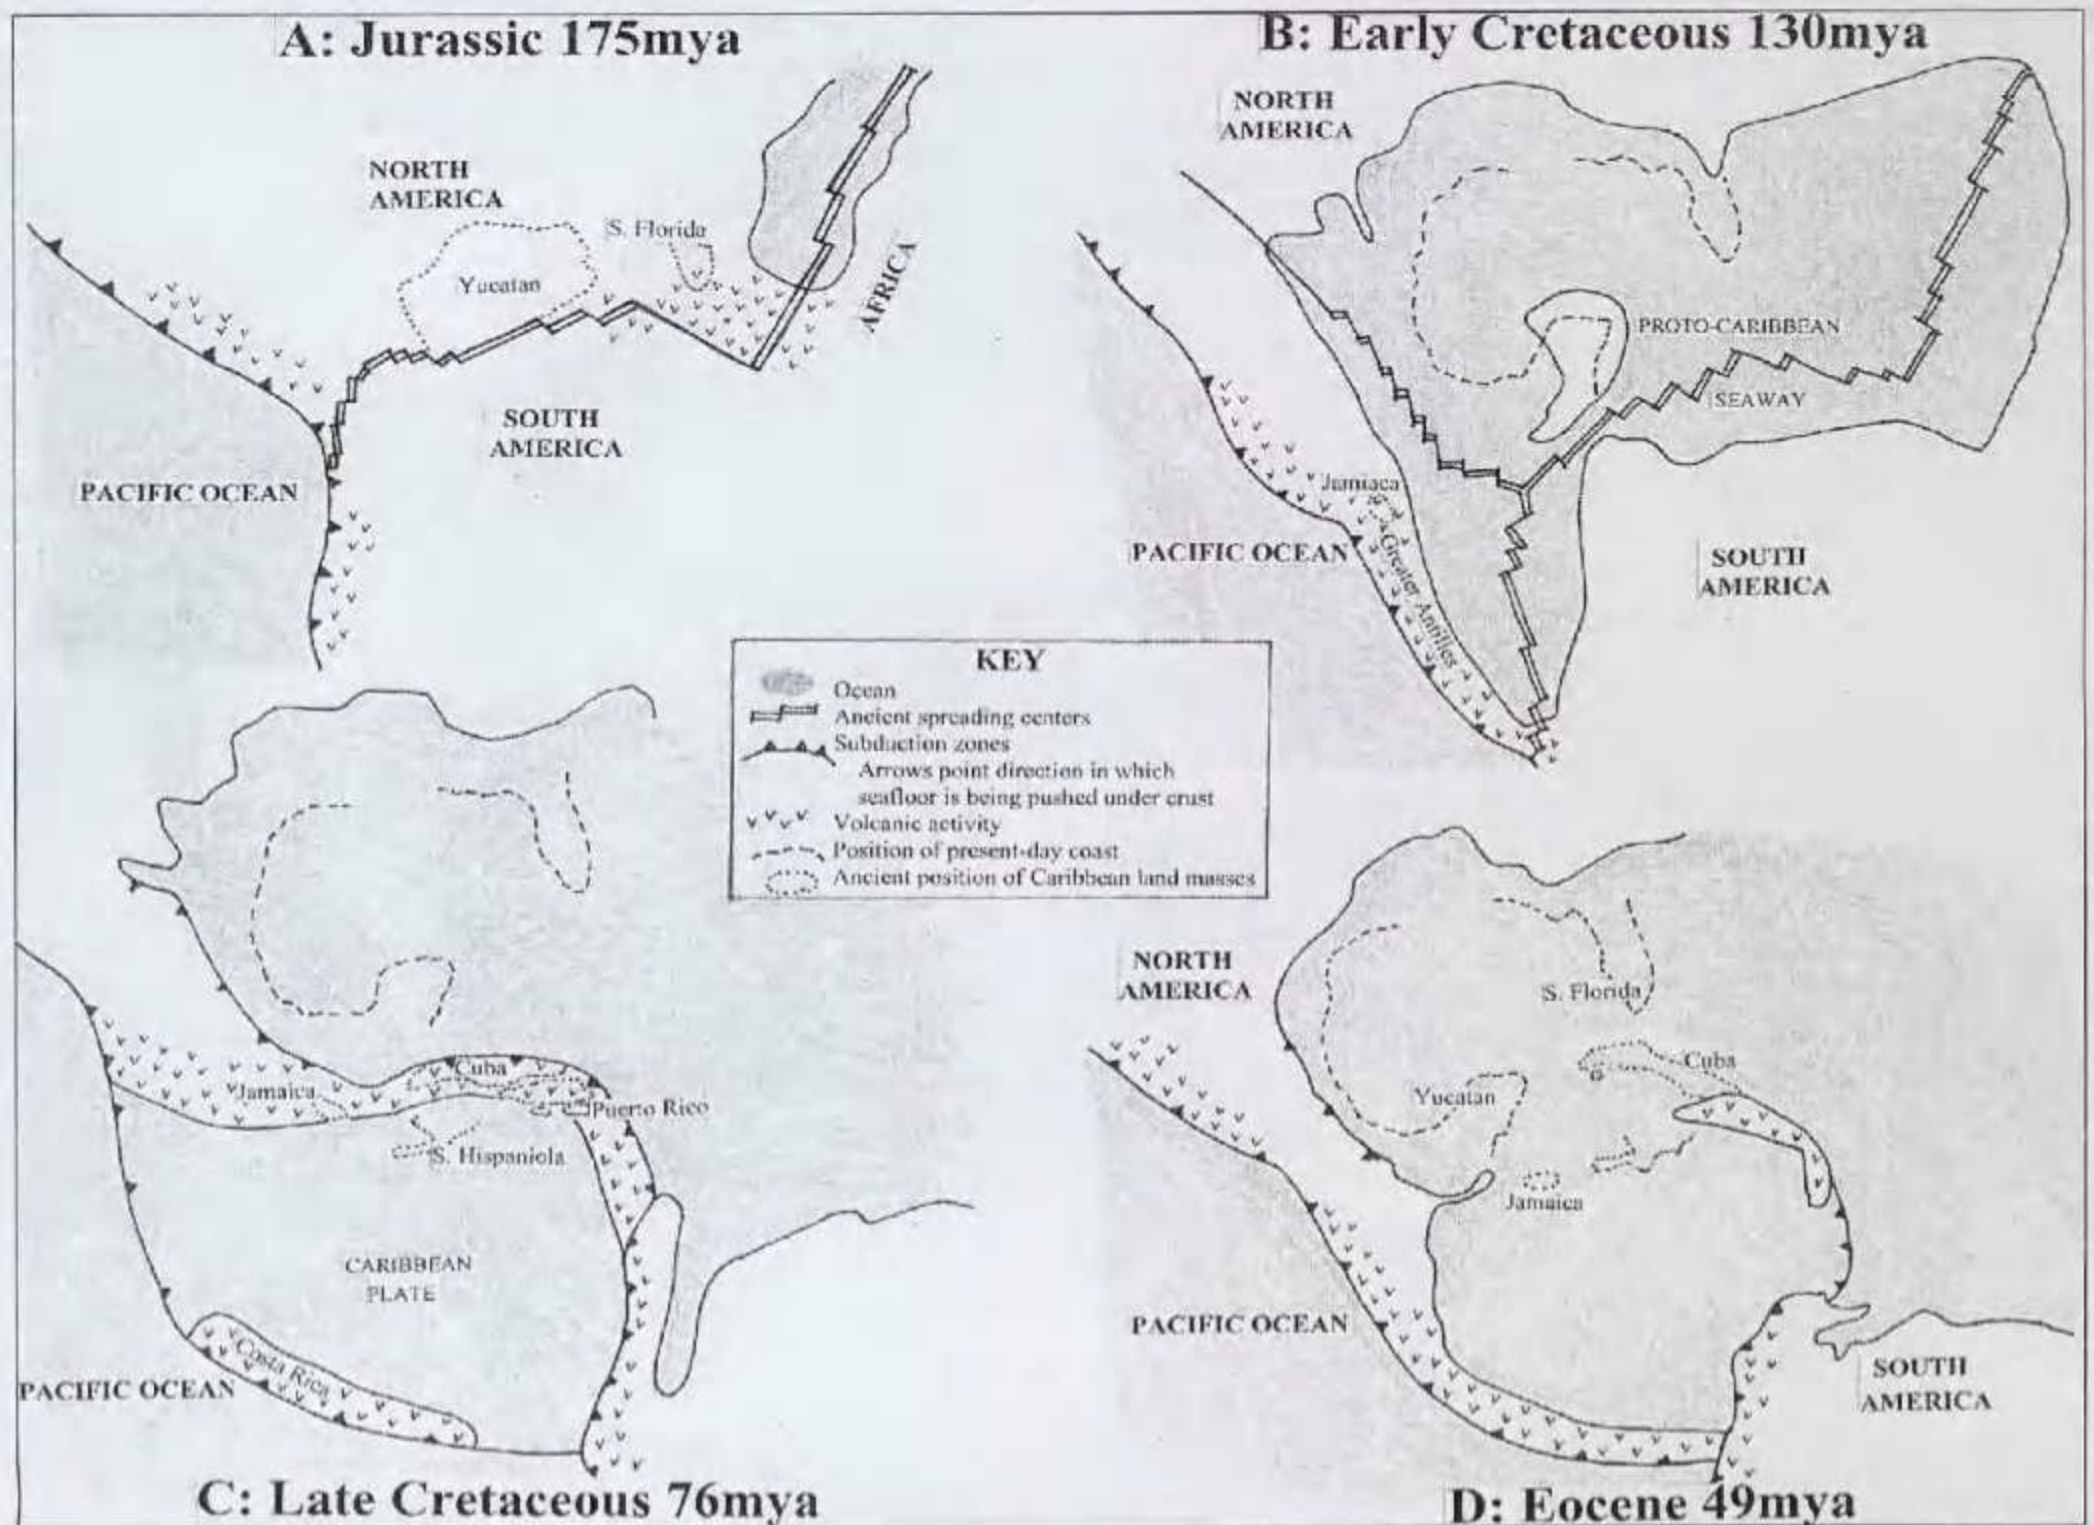 A: Jurassic 175mya
NORTH
AMERICA
S. Florida
Yucatan
AFRICA
SOUTH
AMERICA
PACIFIC OCEAN
B: Early Cretaceous 130mya
NORTH
AMERICA
PROTO-CARIBBEAN
SEAWAY
Jamiaca
Greater Antilles
PACIFIC OCEAN
SOUTH
AMERICA
KEY
Ocean
Ancient spreading centers
Subduction zones
Arrows point direction in which
seafloor is being pushed under crust
Volcanic activity
Position of present-day coast
Ancient position of Caribbean land masses
Cuba
Jamaica
Puerto Rico
S. Hispaniola
CARIBBEAN
PLATE
Costa Rica
PACIFIC OCEAN
C: Late Cretaceous 76mya
NORTH
AMERICA
S. Florida
Cuba
Yucatan
Jamaica
PACIFIC OCEAN
SOUTH
AMERICA
D: Eocene 49mya